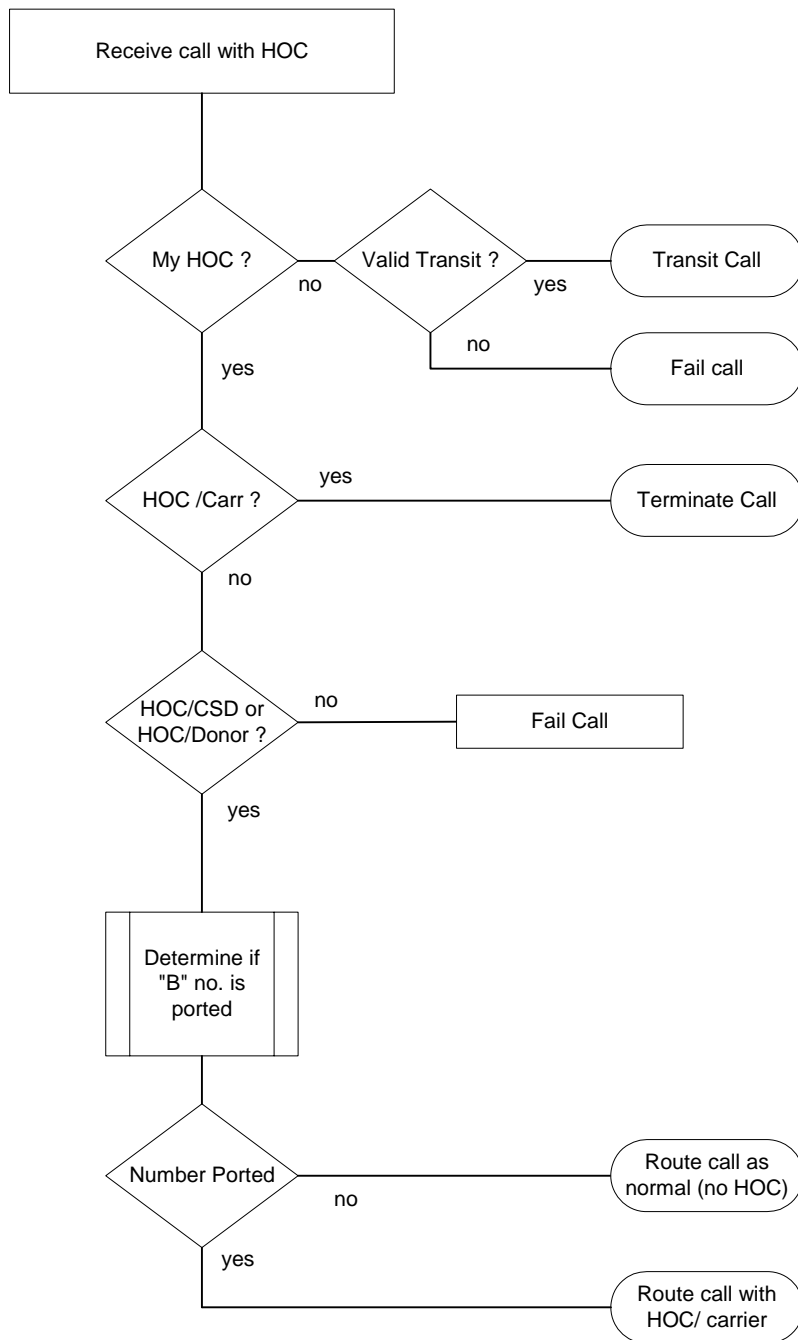 Receive call with HOC
My HOC ?
no
Valid Transit ?
yes
Transit Call
no
Fail call
yes
HOC /Carr ?
yes
Terminate Call
no
HOC/CSD or
HOC/Donor ?
no
Fail Call
yes
Determine if
"B" no. is
ported
Number Ported
no
Route call as
normal (no HOC)
yes
Route call with
HOC/ carrier